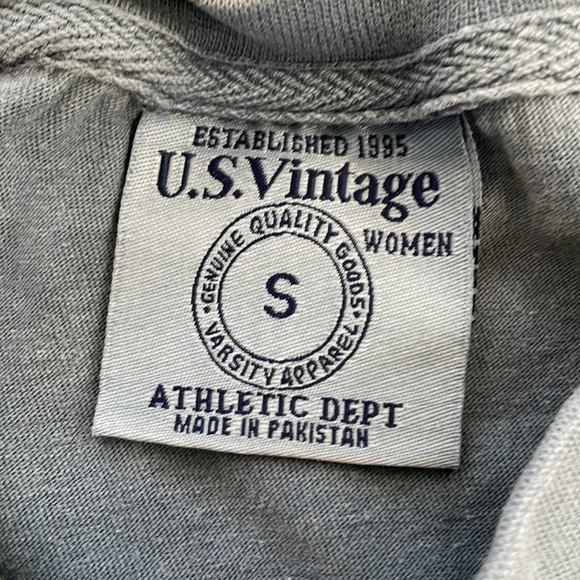 ESTABLISHED 1995
U.S. Vintage
WOMEN
GENUINE QUALITY GOODS
S
• VARSITY APPAREL •
ATHLETIC DEPT
MADE IN PAKISTAN